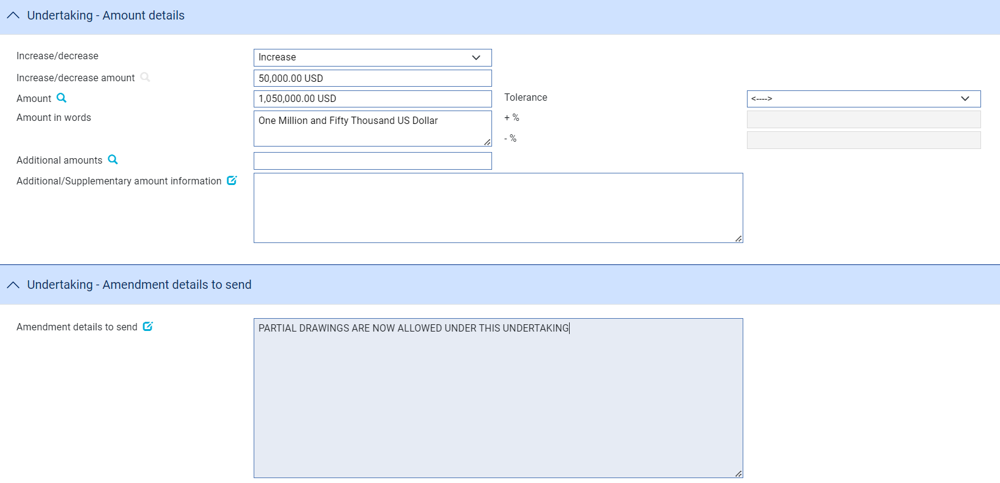 Undertaking - Amount details
Increase/decrease
Increase
Increase/decrease amount
50,000.00 USD
Amount
1,050,000.00 USD
Tolerance
<---->
Amount in words
One Million and Fifty Thousand US Dollar
+ %
- %
Additional amounts
Additional/Supplementary amount information
Undertaking - Amendment details to send
Amendment details to send
PARTIAL DRAWINGS ARE NOW ALLOWED UNDER THIS UNDERTAKING